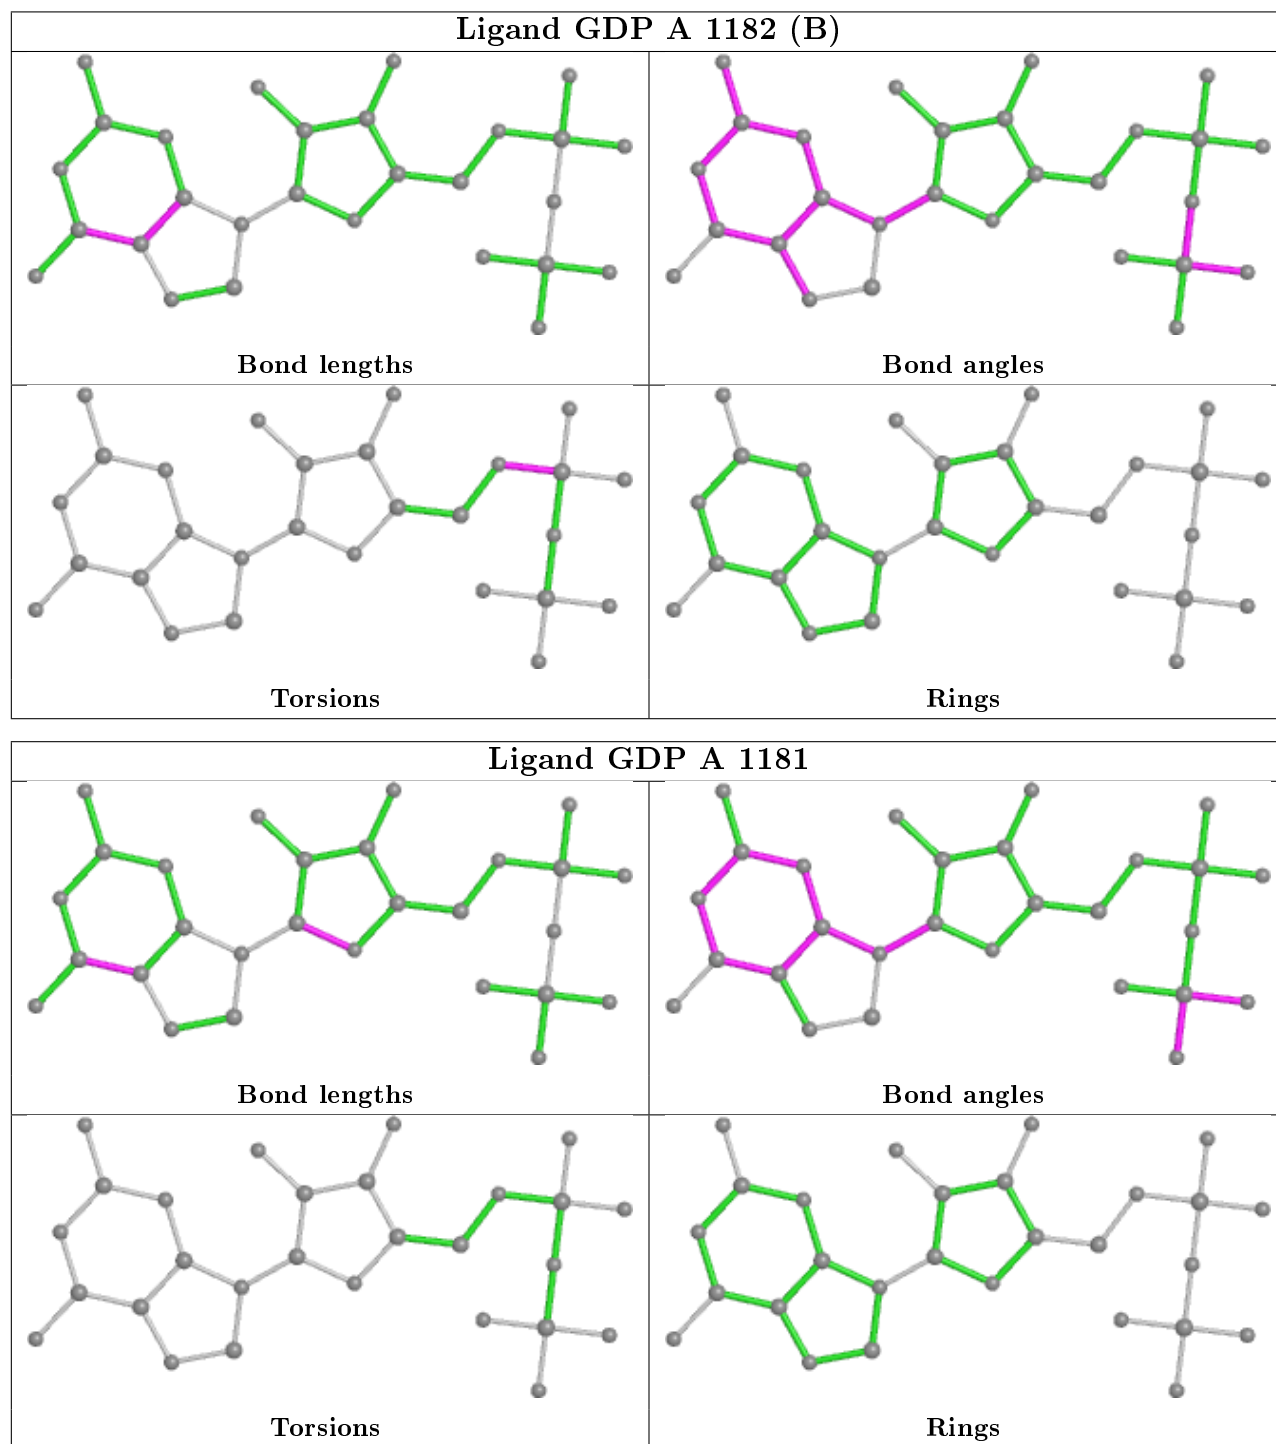 Ligand GDP A 1182 (B)
Bond lengths
Bond angles
Torsions
Rings
Ligand GDP A 1181
Bond lengths
Bond angles
Torsions
Rings